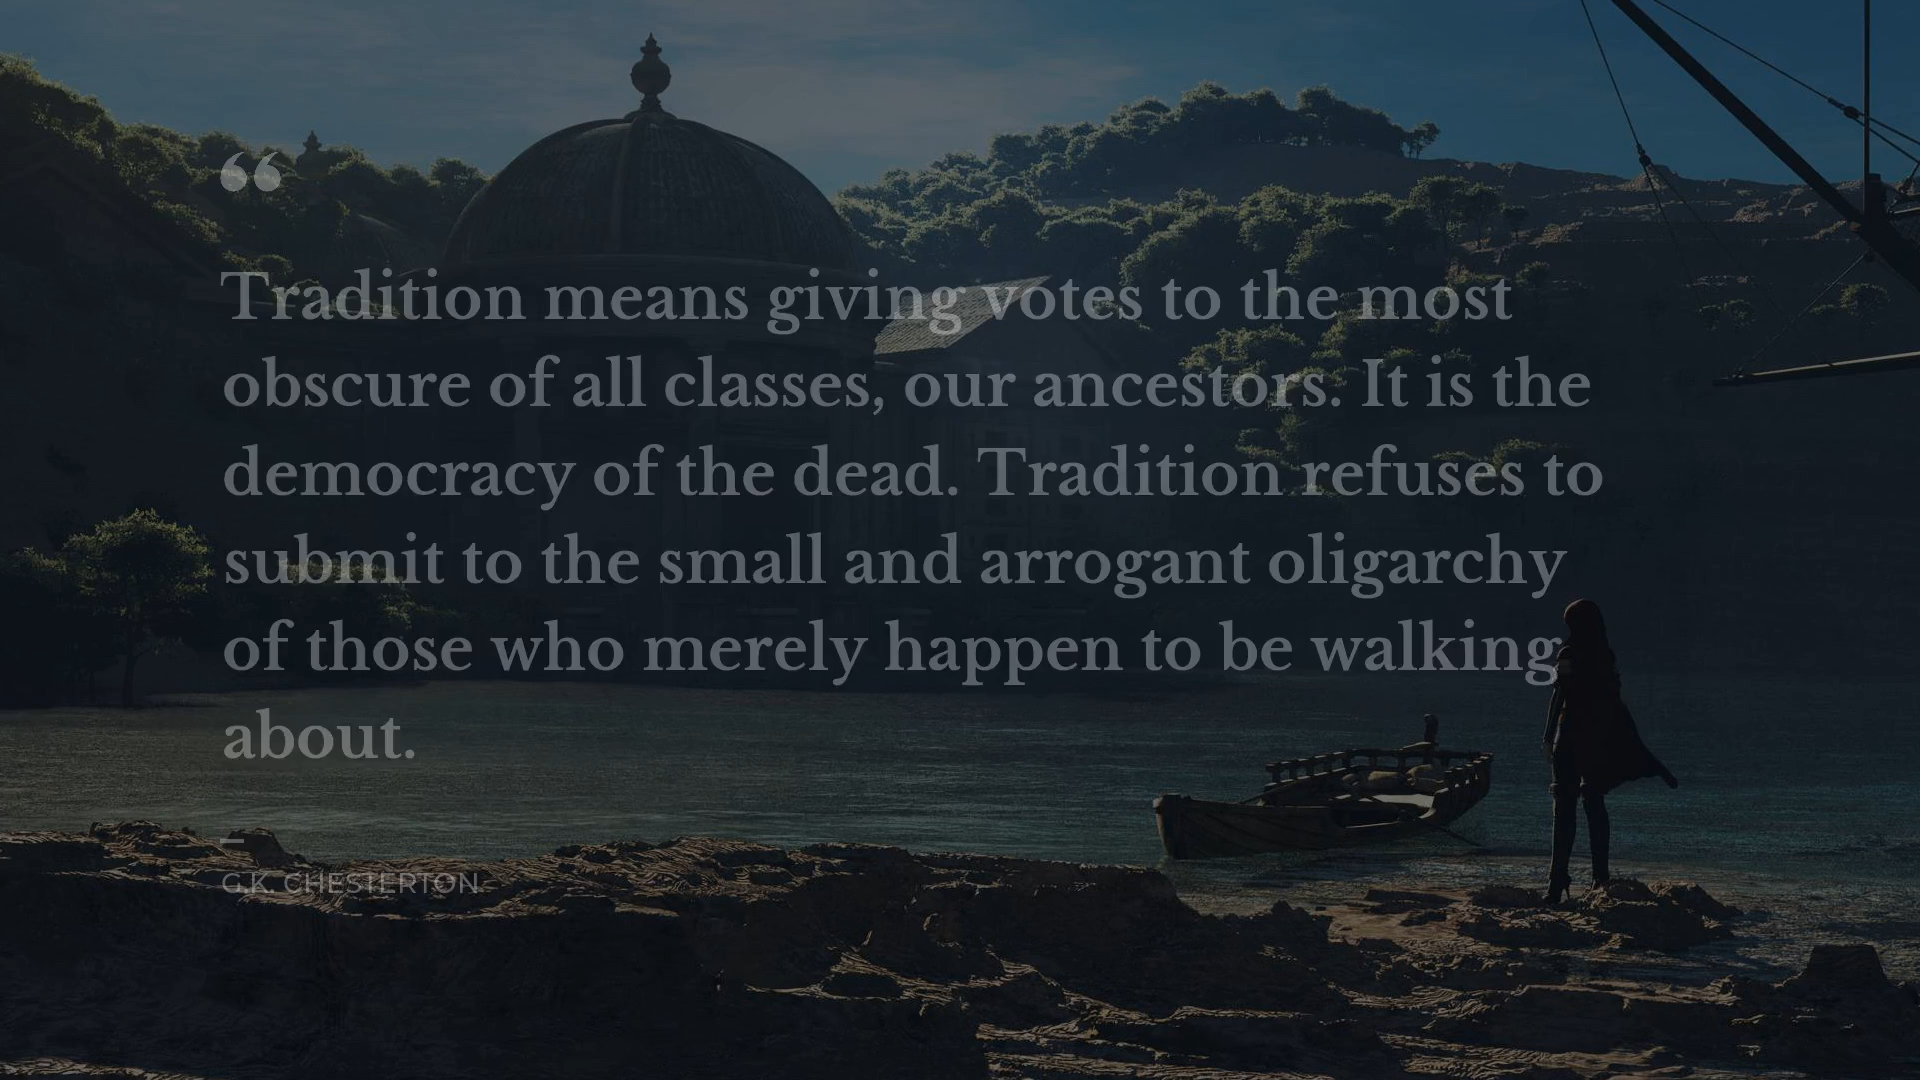 “
Tradition means giving votes to the most
obscure of all classes, our ancestors. It is the
democracy of the dead. Tradition refuses to
submit to the small and arrogant oligarchy
of those who merely happen to be walking
about.
–
G.K. CHESTERTON